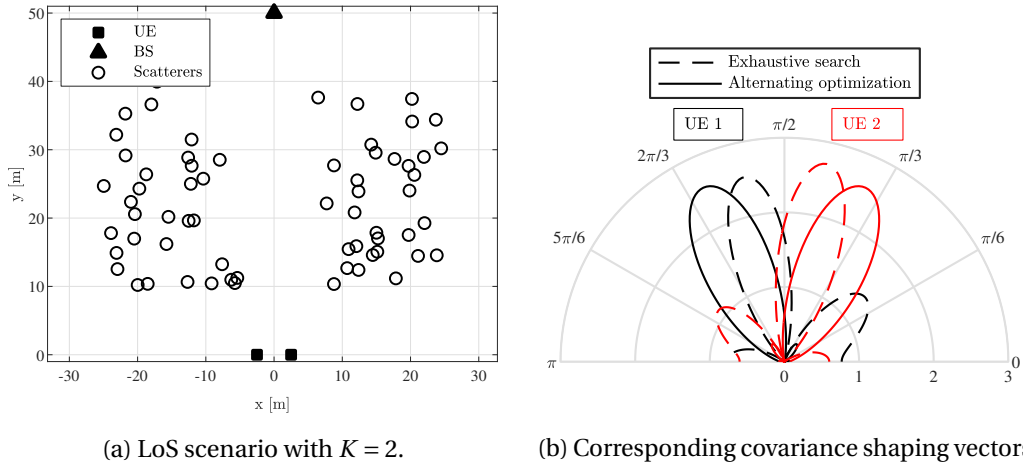 UE
BS
Scatterers
50
40
30
20
10
0
y [m]
-30
-20
-10
0
10
20
30
x [m]
(a) LoS scenario with K = 2.
Exhaustive search
Alternating optimization
UE 1
UE 2
π/2
2π/3
π/3
5π/6
π/6
π
0
0
1
2
3
(b) Corresponding covariance shaping vectors